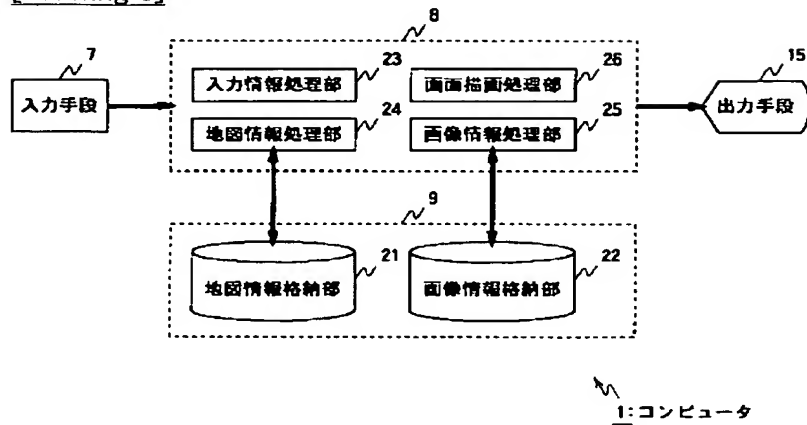 8
7
23
26
15
入力手段
入力情報処理部
画面描画処理部
出力手段
24
25
地図情報処理部
画像情報処理部
9
21
22
地図情報格納部
画像情報格納部
1:コンピュータ